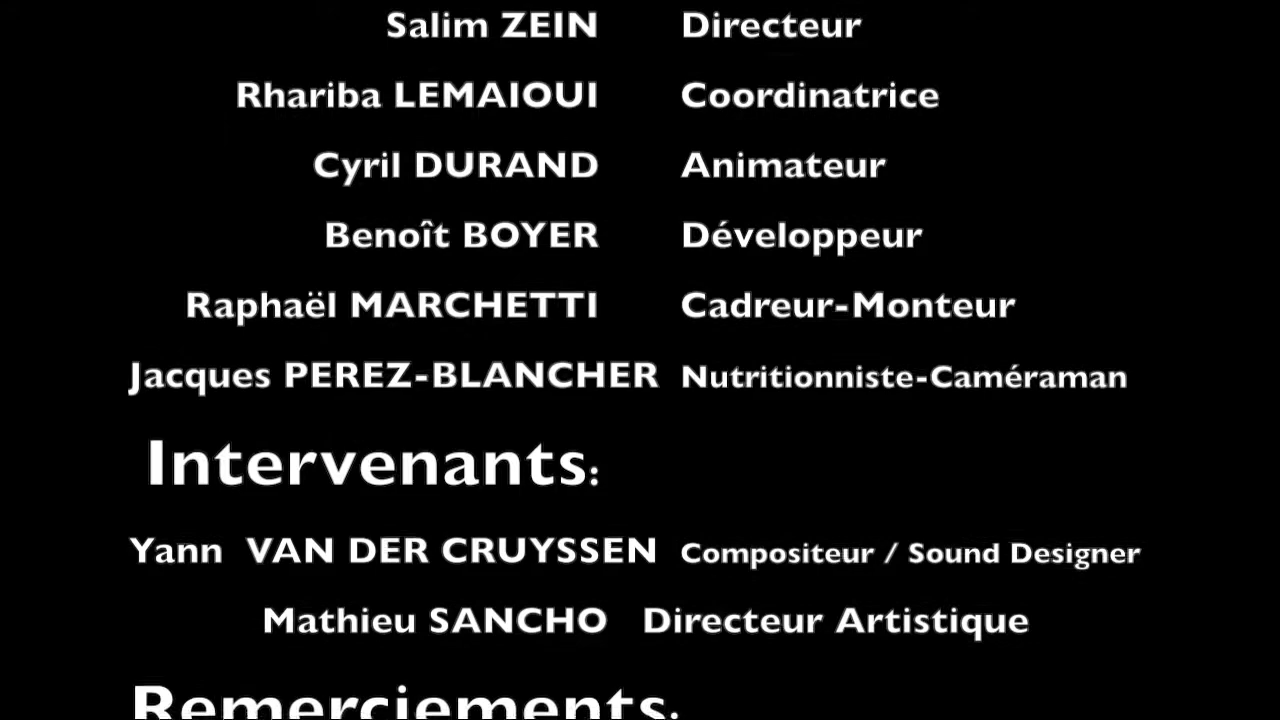 Salim ZEIN Directeur
Rhariba LEMAIOUI Coordinatrice
Cyril DURAND Animateur
Benoît BOYER Développeur
Raphaël MARCHETTI Cadreur-Monteur
Jacques PEREZ-BLANCHER Nutritionniste-Caméraman
Intervenants:
Yann VAN DER CRUYSSEN Compositeur / Sound Designer
Mathieu SANCHO Directeur Artistique
Remerciements: